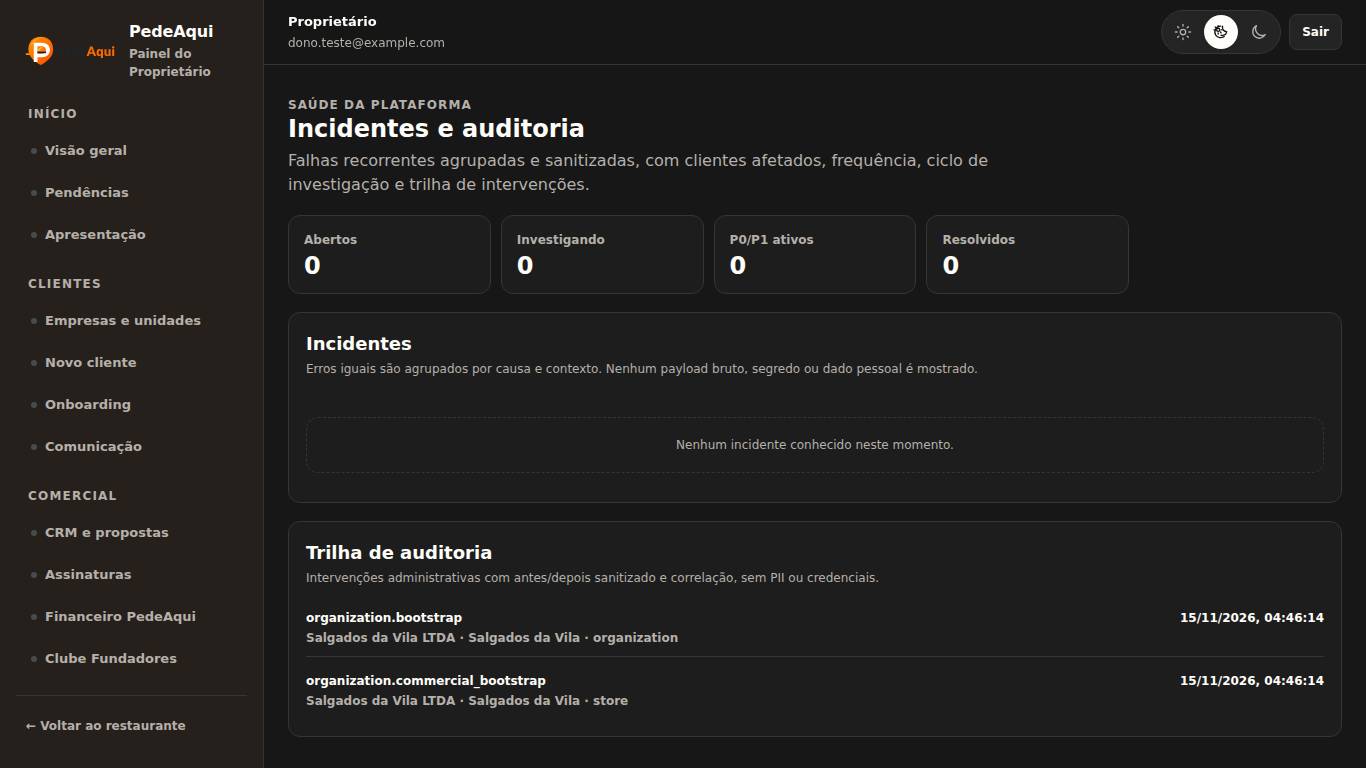 Aqui
PedeAqui
Painel do
Proprietário
INÍCIO
Visão geral
Pendências
Apresentação
CLIENTES
Empresas e unidades
Novo cliente
Onboarding
Comunicação
COMERCIAL
CRM e propostas
Assinaturas
Financeiro PedeAqui
Clube Fundadores
← Voltar ao restaurante
Proprietário
dono.teste@example.com
Sair
SAÚDE DA PLATAFORMA
Incidentes e auditoria
Falhas recorrentes agrupadas e sanitizadas, com clientes afetados, frequência, ciclo de
investigação e trilha de intervenções.
Abertos
0
Investigando
0
P0/P1 ativos
0
Resolvidos
0
Incidentes
Erros iguais são agrupados por causa e contexto. Nenhum payload bruto, segredo ou dado pessoal é mostrado.
Nenhum incidente conhecido neste momento.
Trilha de auditoria
Intervenções administrativas com antes/depois sanitizado e correlação, sem PII ou credenciais.
organization.bootstrap 15/11/2026, 04:46:14
Salgados da Vila LTDA · Salgados da Vila · organization
organization.commercial_bootstrap 15/11/2026, 04:46:14
Salgados da Vila LTDA · Salgados da Vila · store